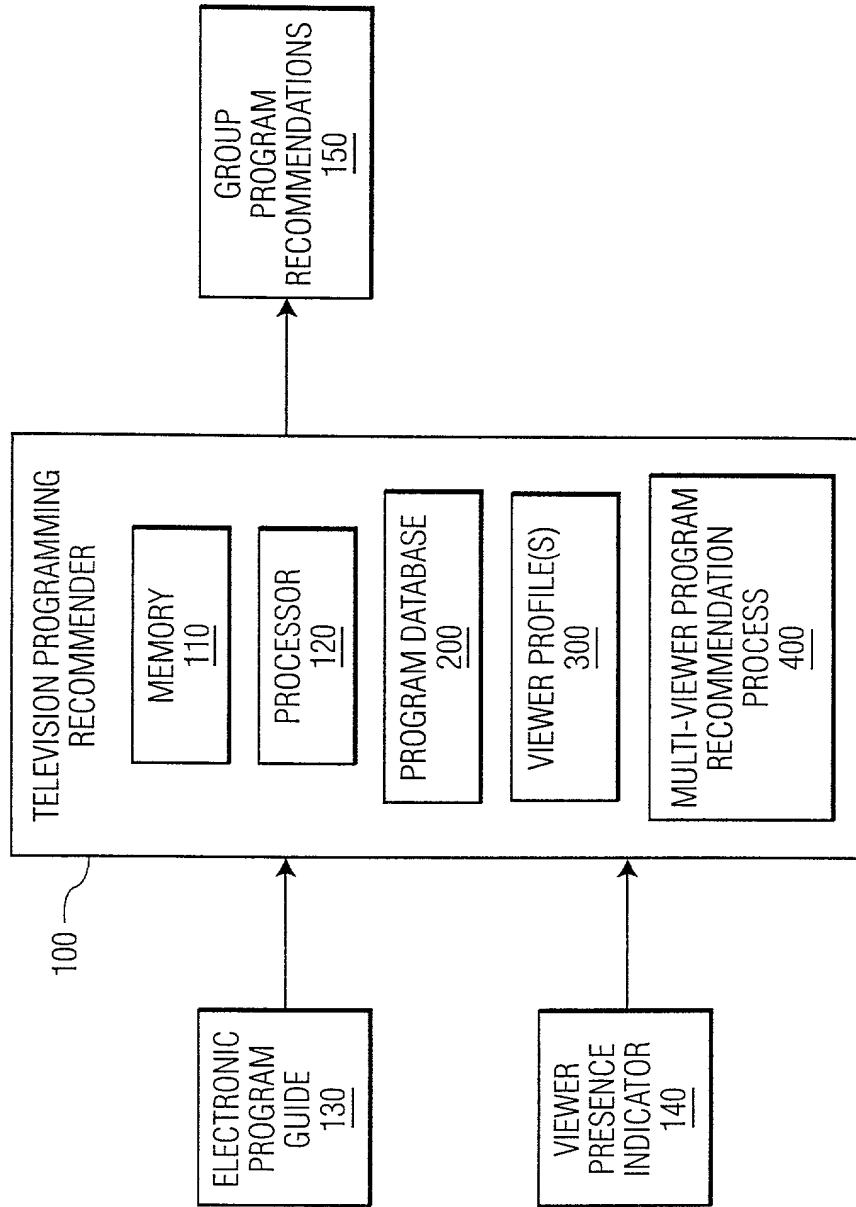 ELECTRONIC
PROGRAM
GUIDE
130
VIEWER
PRESENCE
INDICATOR
140
100
TELEVISION PROGRAMMING
RECOMMENDER
MEMORY
110
PROCESSOR
120
PROGRAM DATABASE
200
VIEWER PROFILE(S)
300
MULTI-VIEWER PROGRAM
RECOMMENDATION
PROCESS
400
GROUP
PROGRAM
RECOMMENDATIONS
150